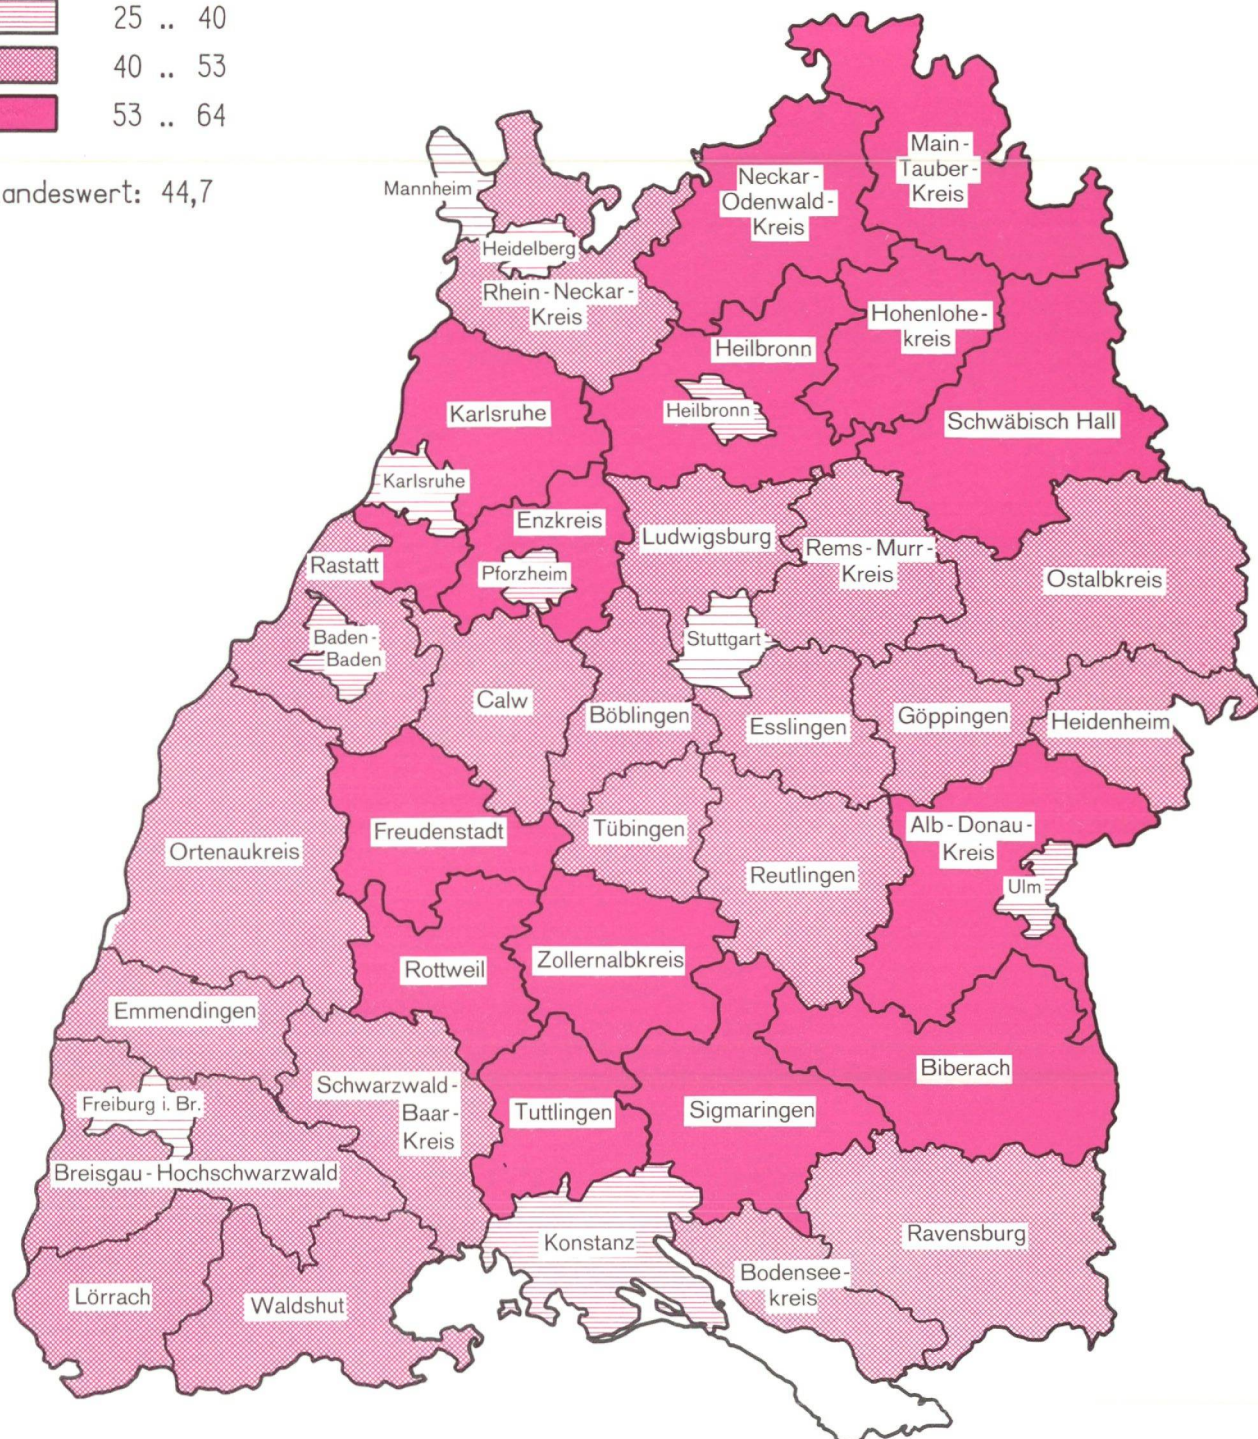 25 .. 40
40 .. 53
53 .. 64
andeswert: 44,7
Main-
Tauber-
Kreis
Neckar-
Odenwald-
Kreis
Mannheim
Heidelberg
Rhein-Neckar-
Kreis
Hohenlohe-
kreis
Heilbronn
Heilbronn
Karlsruhe
Schwäbisch Hall
Karlsruhe
Enzkreis
Ludwigsburg
Rems-Murr-
Kreis
Rastatt
Pforzheim
Ostalbkreis
Baden-
Baden
Stuttgart
Calw
Böblingen
Esslingen
Göppingen
Heidenheim
Freudenstadt
Tübingen
Alb-Donau-
Kreis
Ortenaukreis
Reutlingen
Ulm
Rottweil
Zollernalbkreis
Emmendingen
Biberach
Schwarzwald-
Baar-
Kreis
Freiburg i. Br.
Tuttlingen
Sigmaringen
Breisgau-Hochschwarzwald
Konstanz
Ravensburg
Bodensee-
kreis
Lörrach
Waldshut